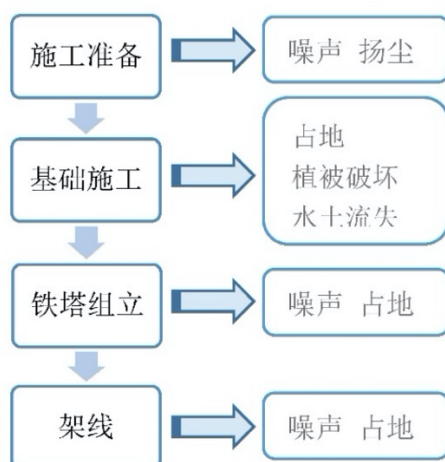 施工准备
噪声 扬尘
基础施工
占地
植被破坏
水土流失
铁塔组立
噪声 占地
架线
噪声 占地